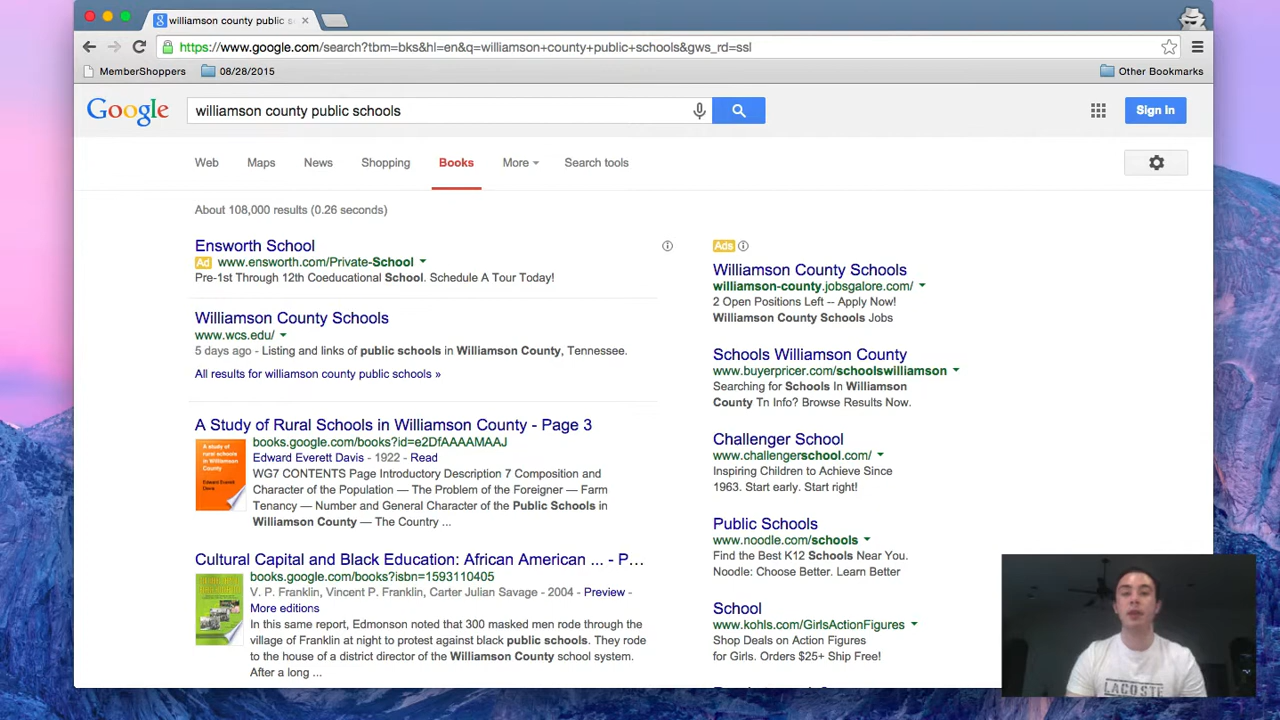 williamson county public s
https://www.google.com/search?tbm=bks&hl=en&q=williamson+county+public+schools&gws_rd=ssl
MemberShoppers
08/28/2015
Other Bookmarks
Google
williamson county public schools
Sign in
Web
Maps
News
Shopping
Books
More
Search tools
About 108,000 results (0.26 seconds)
Ensworth School
Ad www.ensworth.com/Private-School
Pre-1st Through 12th Coeducational School. Schedule A Tour Today!
Williamson County Schools
www.wcs.edu/
5 days ago - Listing and links of public schools in Williamson County, Tennessee.
All results for williamson county public schools »
A Study of Rural Schools in Williamson County - Page 3
books.google.com/books?id=e2DfAAAAMAAJ
Edward Everett Davis - 1922 - Read
WG7 CONTENTS Page Introductory Description 7 Composition and
Character of the Population — The Problem of the Foreigner — Farm
Tenancy — Number and General Character of the Public Schools in
Williamson County — The Country ...
A study of
rural schools
in Williamson
County
Edward Everett
Davis
Cultural Capital and Black Education: African American ... - P...
books.google.com/books?isbn=1593110405
V. P. Franklin, Vincent P. Franklin, Carter Julian Savage - 2004 - Preview -
More editions
In this same report, Edmonson noted that 300 masked men rode through the
village of Franklin at night to protest against black public schools. They rode
to the house of a district director of the Williamson County school system.
After a long ...
Ads
Williamson County Schools
williamson-county.jobsgalore.com/
2 Open Positions Left -- Apply Now!
Williamson County Schools Jobs
Schools Williamson County
www.buyerpricer.com/schoolswilliamson
Searching for Schools In Williamson
County Tn Info? Browse Results Now.
Challenger School
www.challengerschool.com/
Inspiring Children to Achieve Since
1963. Start early. Start right!
Public Schools
www.noodle.com/schools
Find the Best K12 Schools Near You.
Noodle: Choose Better. Learn Better
School
www.kohls.com/GirlsActionFigures
Shop Deals on Action Figures
for Girls. Orders $25+ Ship Free!
LACOSTE